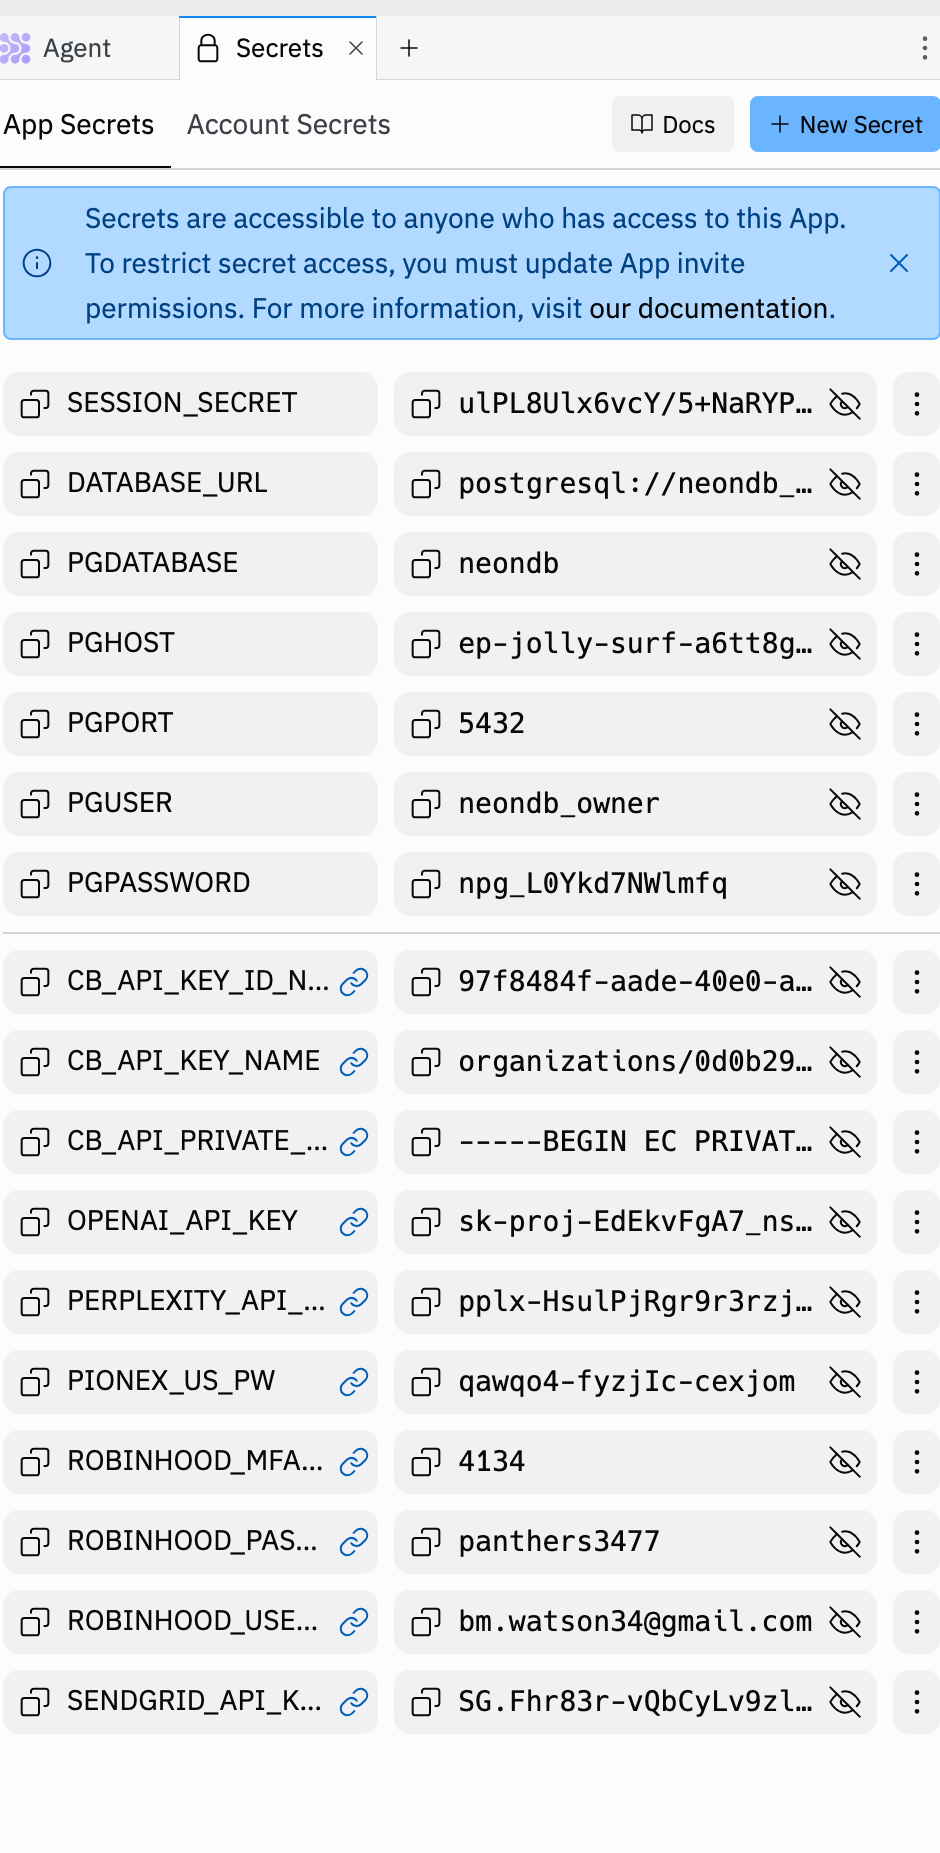 Agent
Secrets
App Secrets
Account Secrets
Docs
New Secret
Secrets are accessible to anyone who has access to this App.
To restrict secret access, you must update App invite
permissions. For more information, visit our documentation.
SESSION_SECRET ulPL8Ulx6vcY/5+NaRYP…
DATABASE_URL postgresql://neondb_…
PGDATABASE neondb
PGHOST ep-jolly-surf-a6tt8g…
PGPORT 5432
PGUSER neondb_owner
PGPASSWORD npg_L0Ykd7NWlmfq
CB_API_KEY_ID_N... 97f8484f-aade-40e0-a…
CB_API_KEY_NAME organizations/0d0b29…
CB_API_PRIVATE_... -----BEGIN EC PRIVAT…
OPENAI_API_KEY sk-proj-EdEkvFgA7_ns…
PERPLEXITY_API_... pplx-HsulPjRgr9r3rzj…
PIONEX_US_PW qawqo4-fyzjIc-cexjom
ROBINHOOD_MFA... 4134
ROBINHOOD_PAS... panthers3477
ROBINHOOD_USE... bm.watson34@gmail.com
SENDGRID_API_K... SG.Fhr83r-vQbCyLv9zl…